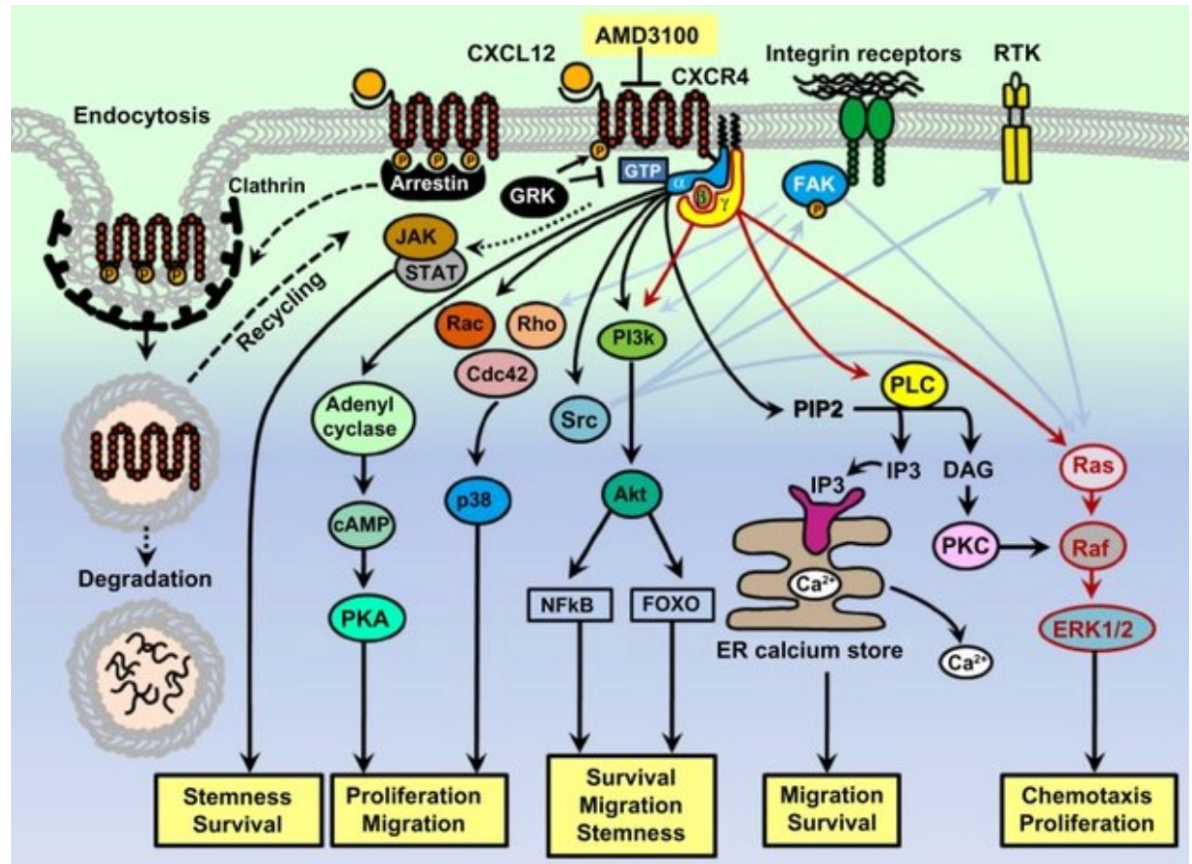 AMD3100
CXCL12
CXCR4
Integrin receptors
RTK
Endocytosis
Clathrin
P
P
P
Arrestin
P
GRK
GTP
α
β
γ
FAK
P
P
P
P
JAK
STAT
Recycling
Rac
Rho
Cdc42
PI3k
Adenyl
cyclase
Src
PIP2
PLC
IP3
DAG
Ras
IP3
cAMP
p38
Akt
PKC
Raf
Degradation
Ca2+
PKA
NFkB
FOXO
ERK1/2
ER calcium store
Ca2+
Stemness
Survival
Proliferation
Migration
Survival
Migration
Stemness
Migration
Survival
Chemotaxis
Proliferation